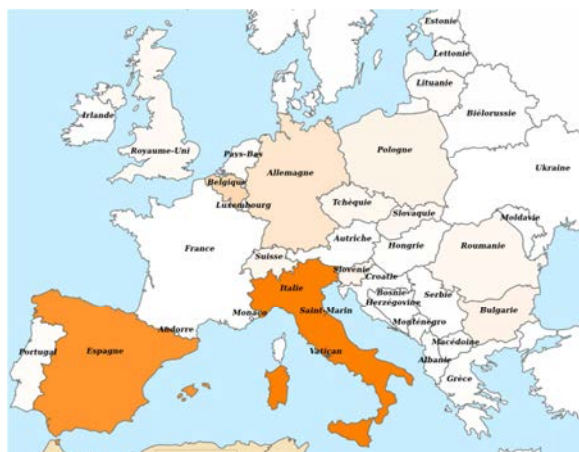 Estonie
Lettonie
Lituanie
Irlande
Biélorussie
Royaume-Uni
Pays-Bas
Pologne
Ukraine
Allemagne
Belgique
Luxembourg
Tchéquie
Slovaquie
Moldavie
Autriche
Hongrie
France
Roumanie
Suisse
Slovénie
Croatie
Italie
Bosnie
Herzégovine
Serbie
Saint-Marin
Bulgarie
Monaco
Monténégro
Andorre
Macédoine
Portugal
Espagne
Vatican
Albanie
Grèce